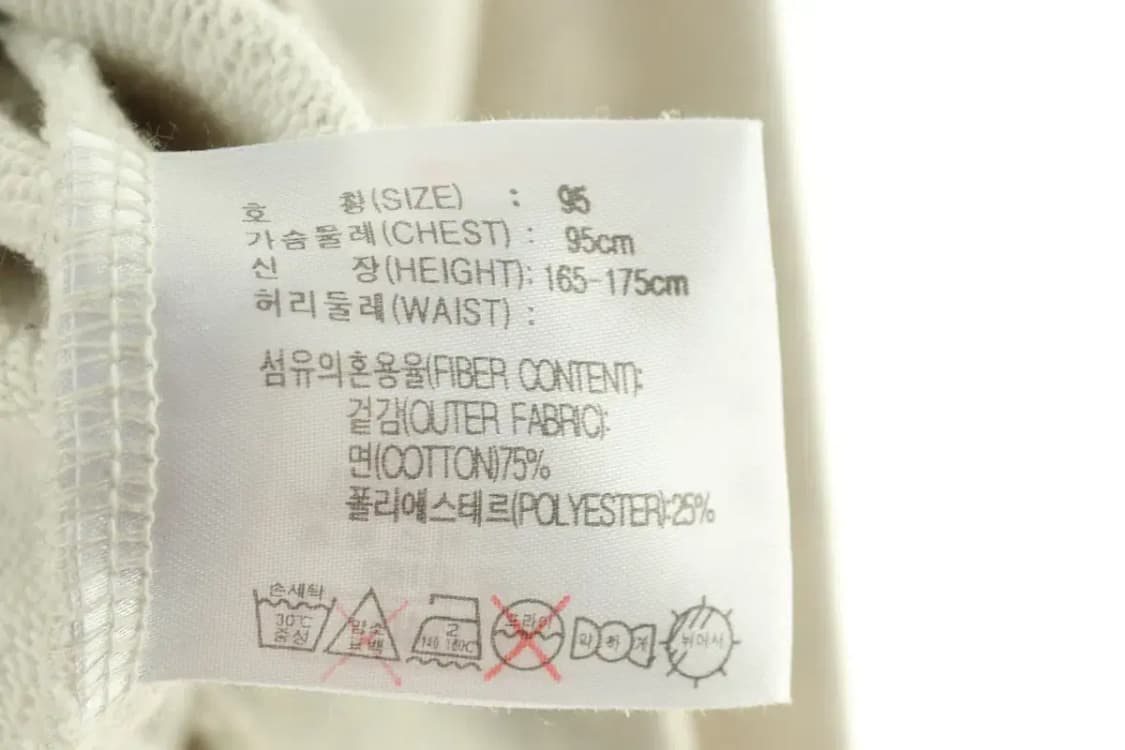 호 칭(SIZE) : 95
가슴둘레(CHEST) : 95cm
신 장(HEIGHT): 165-175cm
허리둘레(WAIST) :
섬유의혼용율(FIBER CONTENT):
겉감(OUTER FABRIC):
면(COTTON)75%
폴리에스테르(POLYESTER):25%
손세탁
30℃
중성
염소
표백
2
140 160℃
드라이
약하게
뉘어서